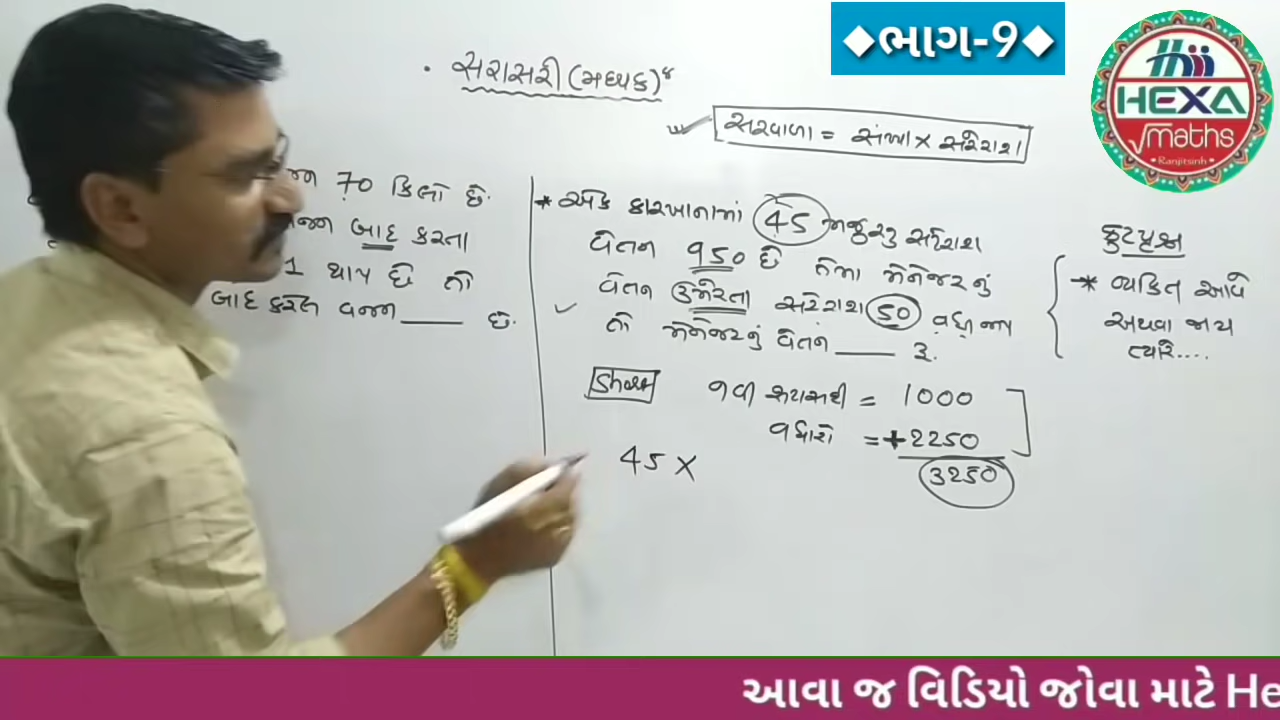 ◆ભાગ-9◆
HEXA
√maths
Ranjitsinh
• સરાસરી (મધ્યક) :
સરવાળા = સંખ્યા × સરેરાશ
70 કિલો છે.
બાદ કરતા
1 થાય છે તો
બાદ કરેલ વજન ____ છે.
* એક કારખાનામાં 45 મજુરનુ સરેરાશ
વેતન 950 છે તેમા મેનેજરનું
વેતન ઉમેરતા સરેરાશ 50 વધી જાય
તો મેનેજરનું વેતન ____ રૂ.
Short
નવી સરાસરી = 1000
વધારો = +2250
3250
45 ×
કુટપ્રશ્ન
* વ્યકિત આવે
અથવા જાય
ત્યારે....
આવા જ વિડિયો જોવા માટે He